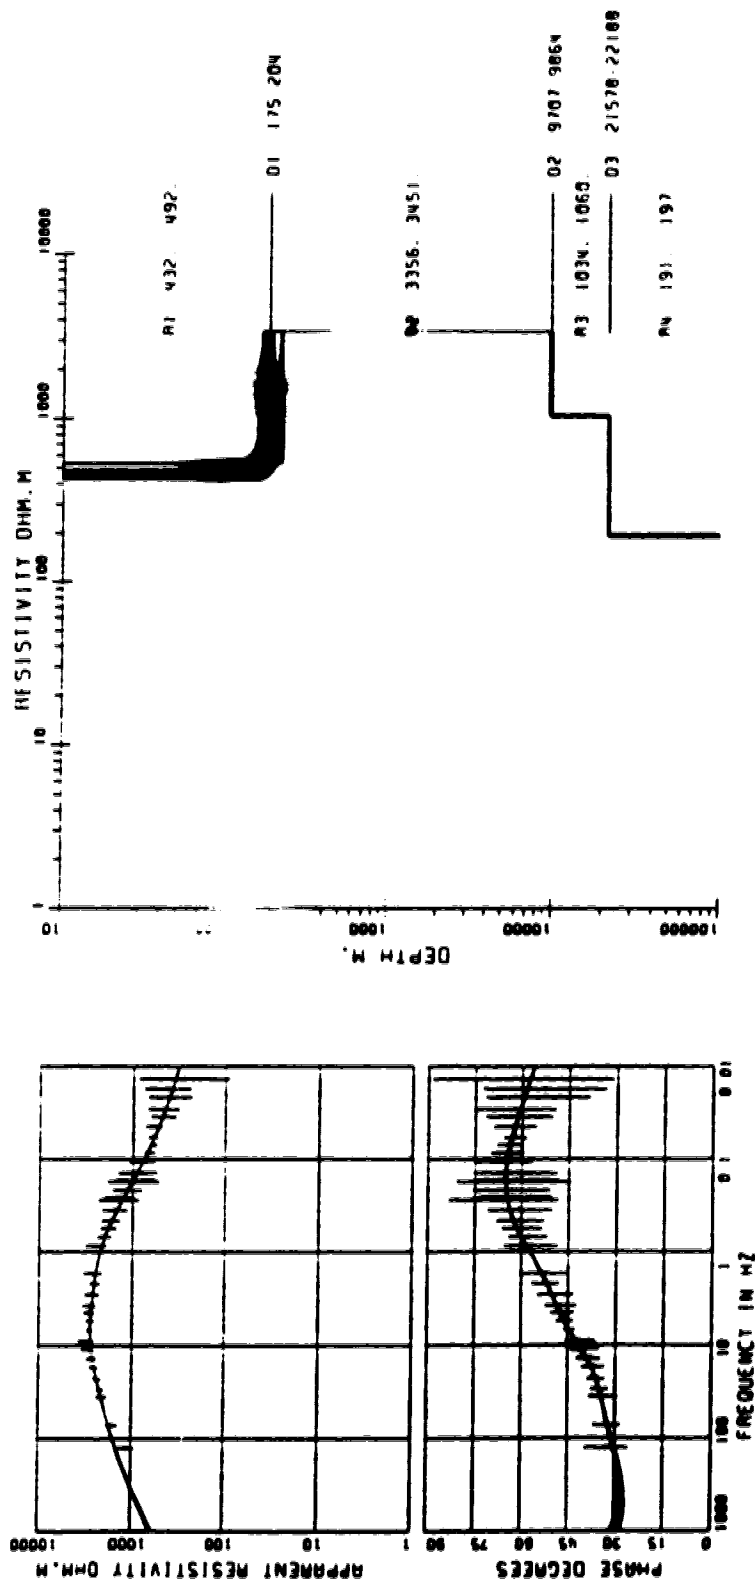 RESISTIVITY OHM.M
1
10
100
1000
10000
DEPTH M.
10
1000
10000
100000
R1 432. 492.
D1 175 204
3356. 3451.
D2 9707 9864
R3 1034. 1060.
D3 21578-22188
R4 191 197
APPARENT RESISTIVITY OHM.M
10000
1000
100
10
1
PHASE DEGREES
90
75
60
45
30
15
0
1000
100
10
1
0.1
0.01
FREQUENCY IN HZ